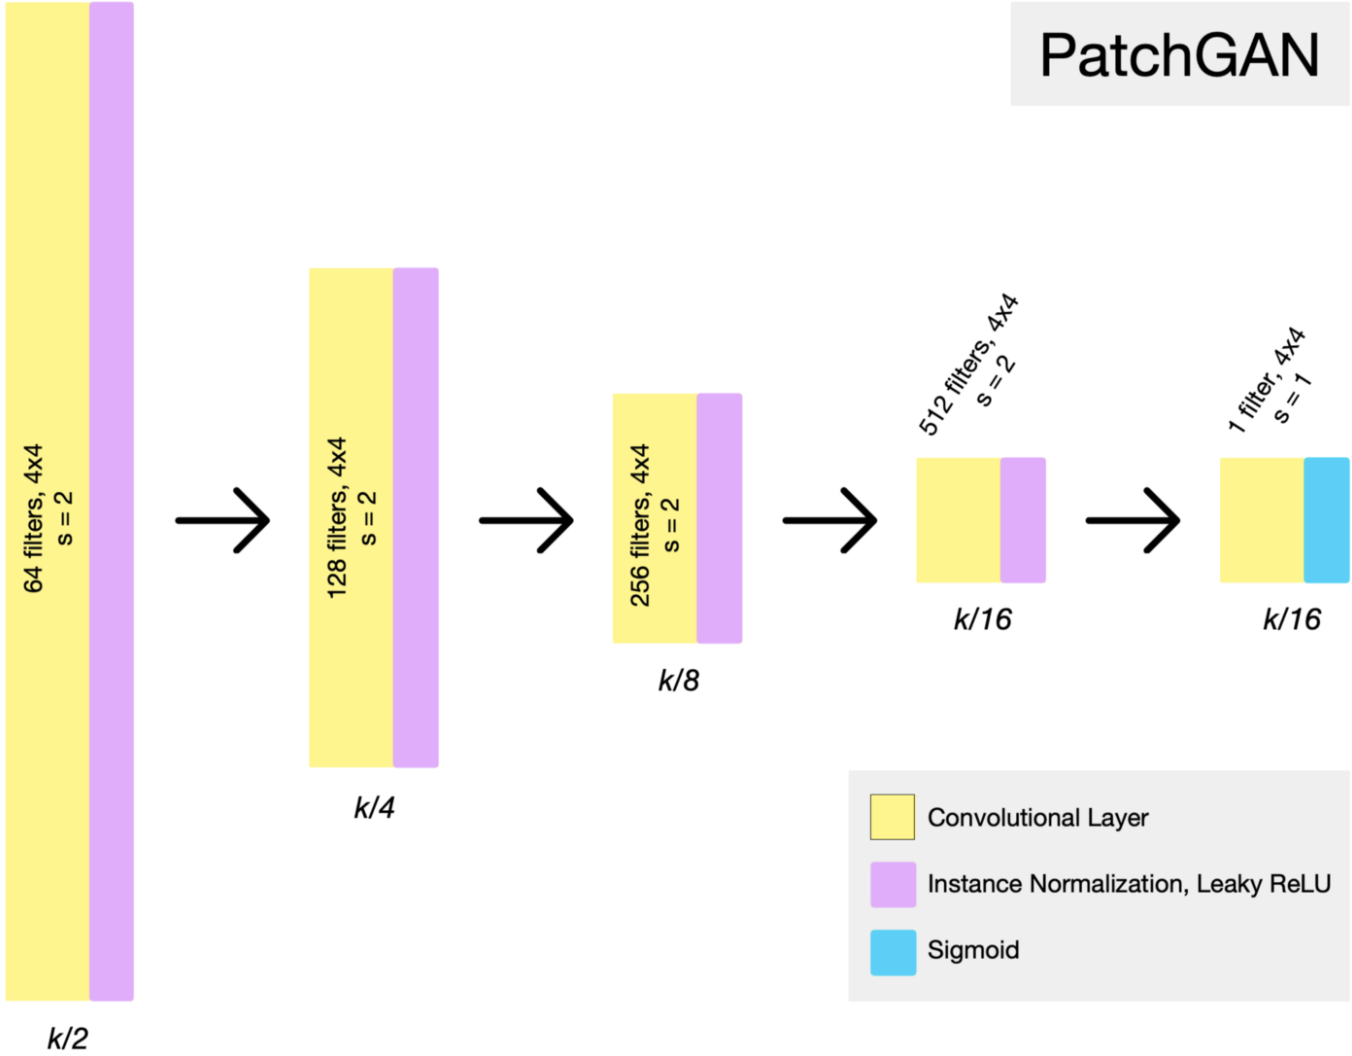 PatchGAN
64 filters, 4x4
s = 2
k/2
128 filters, 4x4
s = 2
k/4
256 filters, 4x4
s = 2
k/8
512 filters, 4x4
s = 2
k/16
1 filter, 4x4
s = 1
k/16
Convolutional Layer
Instance Normalization, Leaky ReLU
Sigmoid